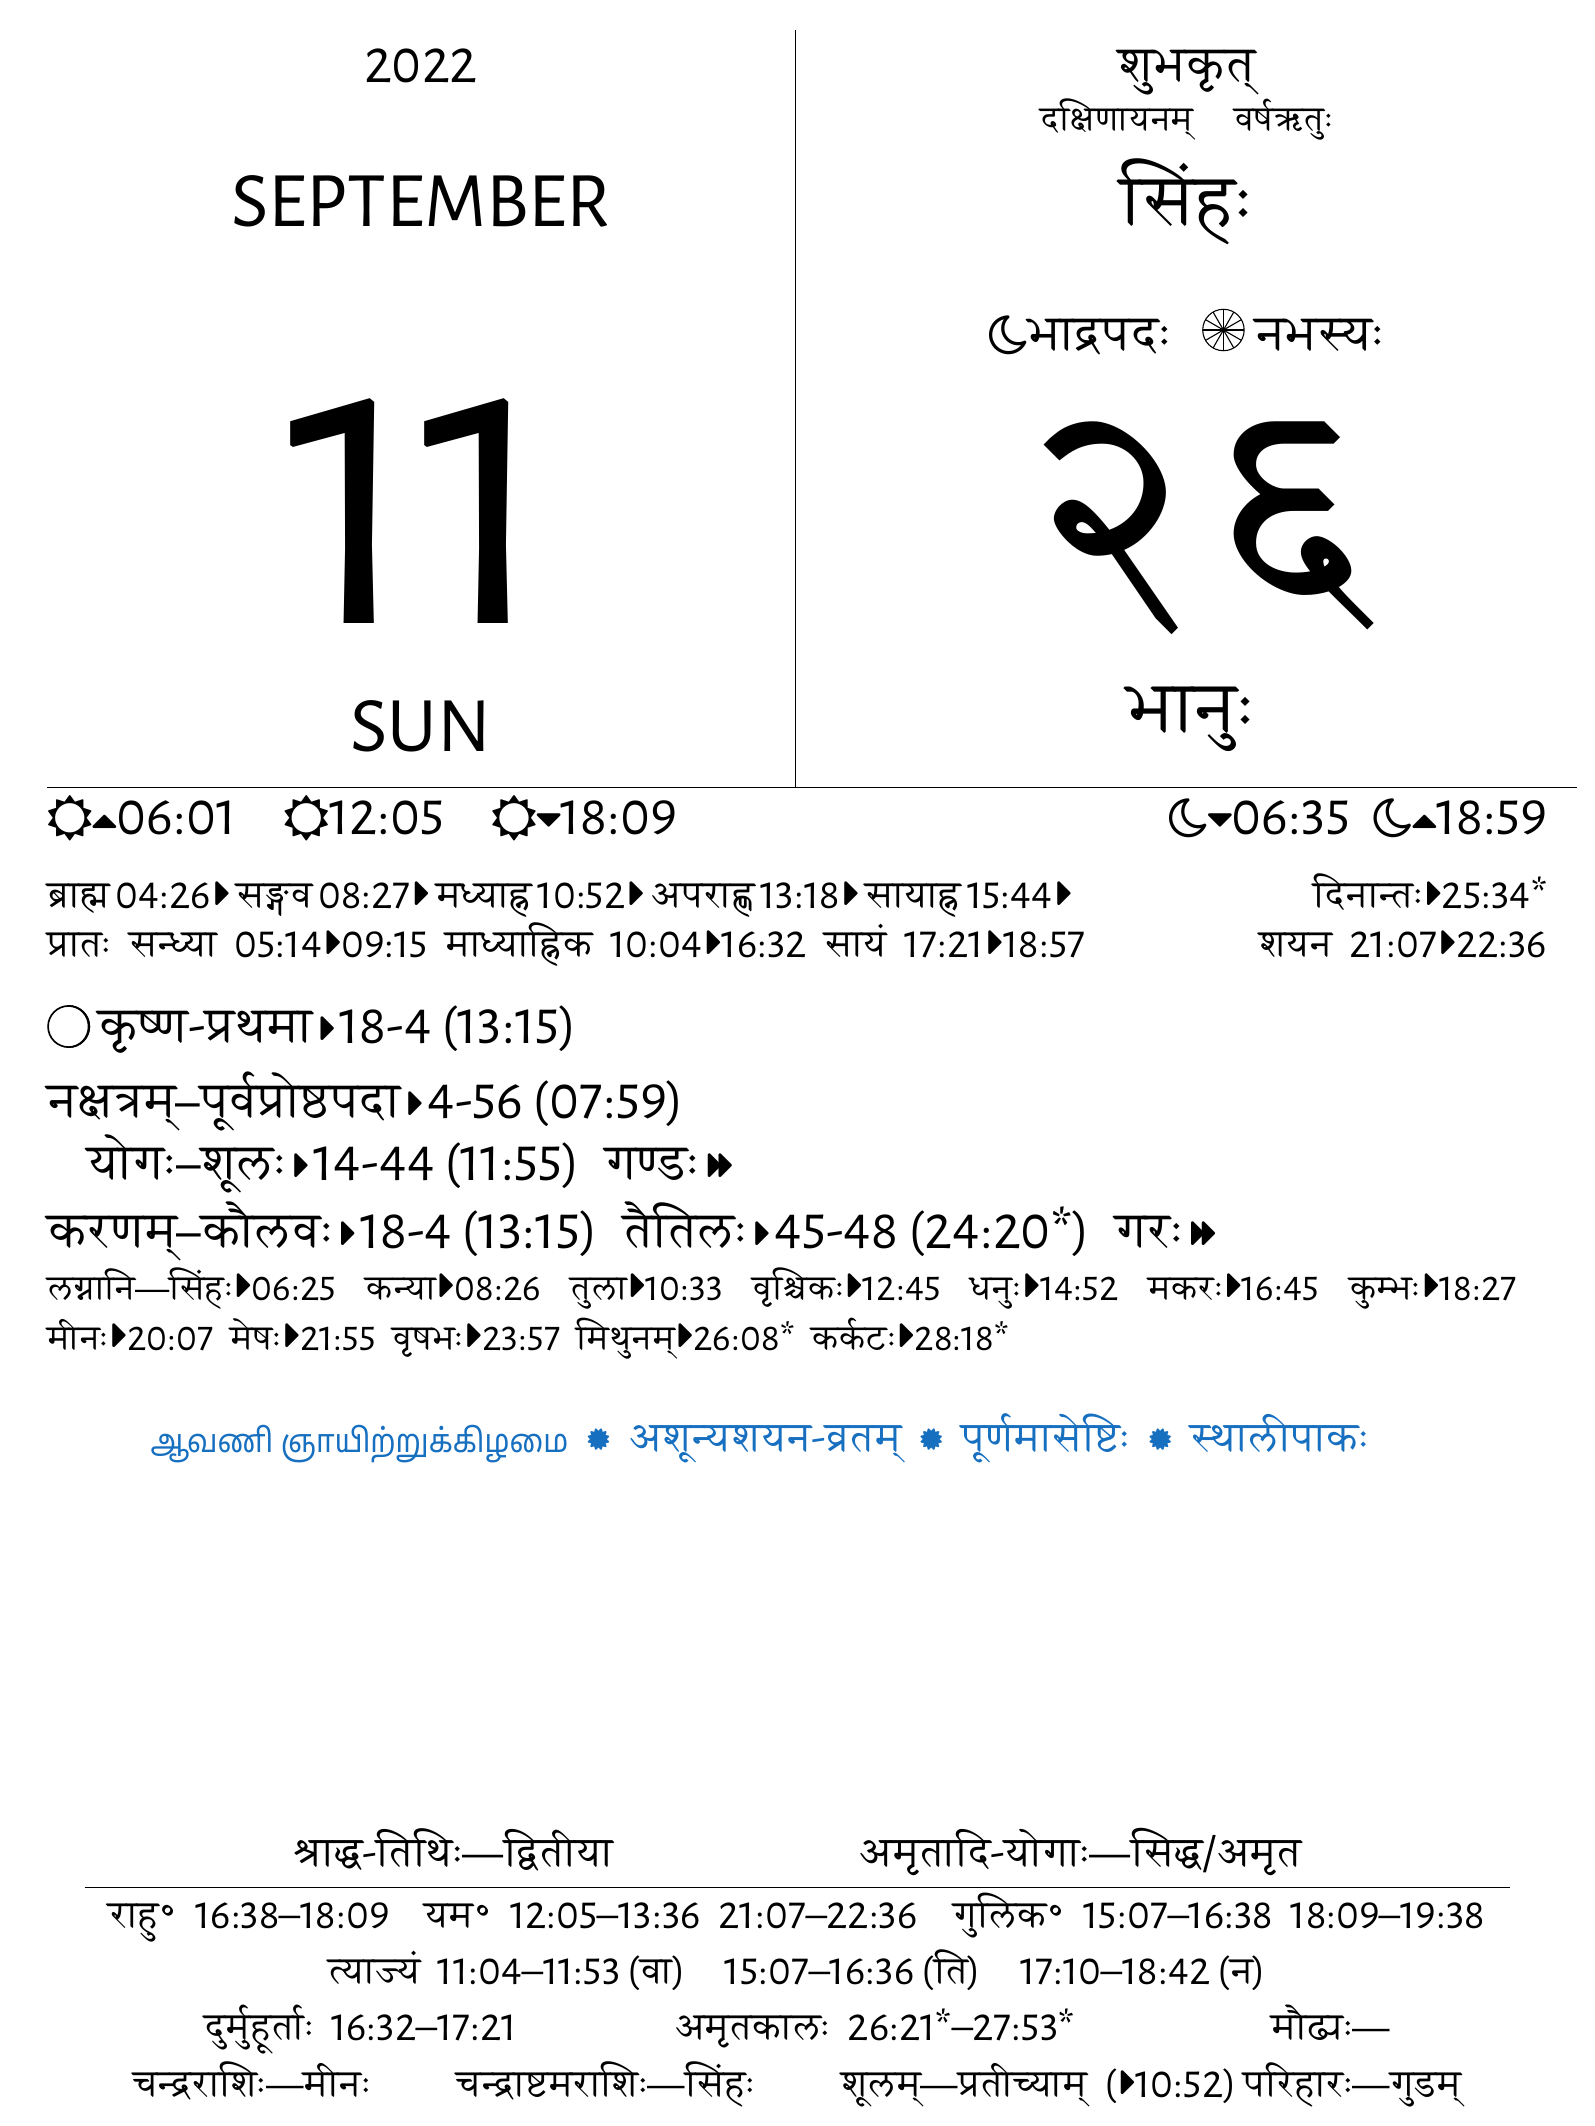 2022
SEPTEMBER
11
SUN
शुभकृत्
दक्षिणायनम् वर्षऋतुः
सिंहः
भाद्रपदः नभस्यः
२६
भानुः
06:01 12:05 18:09 06:35 18:59
ब्राह्म 04:26 सङ्गव 08:27 मध्याह्न 10:52 अपराह्ण 13:18 सायाह्न 15:44 दिनान्तः 25:34*
प्रातः सन्ध्या 05:14 09:15 माध्याह्निक 10:04 16:32 सायं 17:21 18:57 शयन 21:07 22:36
कृष्ण-प्रथमा 18-4 (13:15)
नक्षत्रम्–पूर्वप्रोष्ठपदा 4-56 (07:59)
योगः–शूलः 14-44 (11:55) गण्डः
करणम्–कौलवः 18-4 (13:15) तैतिलः 45-48 (24:20*) गरः
लग्नानि—सिंहः 06:25 कन्या 08:26 तुला 10:33 वृश्चिकः 12:45 धनुः 14:52 मकरः 16:45 कुम्भः 18:27
मीनः 20:07 मेषः 21:55 वृषभः 23:57 मिथुनम् 26:08* कर्कटः 28:18*
ஆவணி ஞாயிற்றுக்கிழமை अशून्यशयन-व्रतम् पूर्णमासेष्टिः स्थालीपाकः
श्राद्ध-तिथिः—द्वितीया अमृतादि-योगाः—सिद्ध/अमृत
राहु॰ 16:38–18:09 यम॰ 12:05–13:36 21:07–22:36 गुलिक॰ 15:07–16:38 18:09–19:38
त्याज्यं 11:04–11:53 (वा) 15:07–16:36 (ति) 17:10–18:42 (न)
दुर्मुहूर्ताः 16:32–17:21 अमृतकालः 26:21*–27:53* मौढ्यः—
चन्द्रराशिः—मीनः चन्द्राष्टमराशिः—सिंहः शूलम्—प्रतीच्याम् (10:52) परिहारः—गुडम्